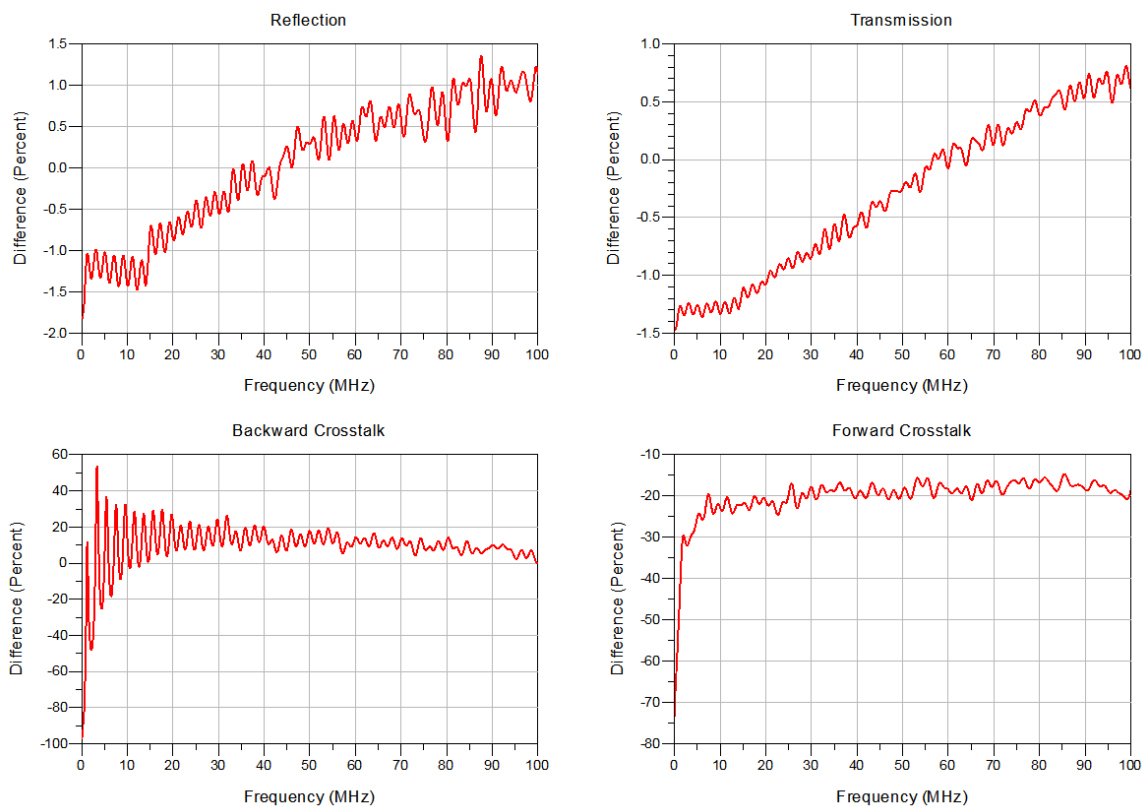 Reflection
1.5
1.0
0.5
0.0
-0.5
-1.0
-1.5
-2.0
Difference (Percent)
0 10 20 30 40 50 60 70 80 90 100
Frequency (MHz)
Transmission
1.0
0.5
0.0
-0.5
-1.0
-1.5
Difference (Percent)
0 10 20 30 40 50 60 70 80 90 100
Frequency (MHz)
Backward Crosstalk
60
40
20
0
-20
-40
-60
-80
-100
Difference (Percent)
0 10 20 30 40 50 60 70 80 90 100
Frequency (MHz)
Forward Crosstalk
-10
-20
-30
-40
-50
-60
-70
-80
Difference (Percent)
0 10 20 30 40 50 60 70 80 90 100
Frequency (MHz)